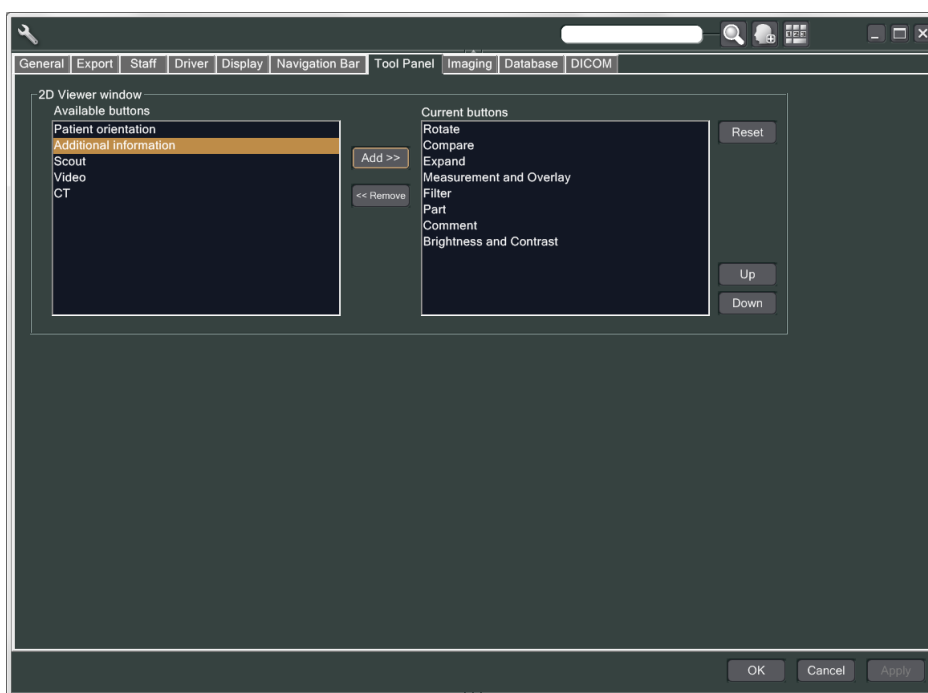 General Export Staff Driver Display Navigation Bar Tool Panel Imaging Database DICOM
2D Viewer window
Available buttons
Patient orientation
Additional information
Scout
Video
CT
Add >>
<< Remove
Current buttons
Rotate
Compare
Expand
Measurement and Overlay
Filter
Part
Comment
Brightness and Contrast
Reset
Up
Down
OK Cancel Apply